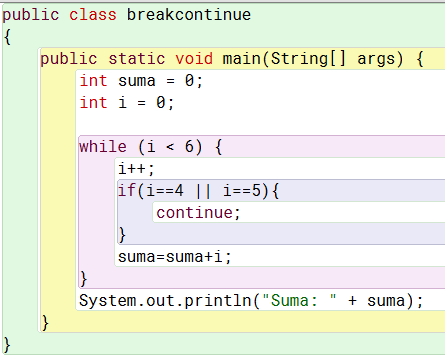 public class breakcontinue
{
public static void main(String[] args) {
int suma = 0;
int i = 0;
while (i < 6) {
i++;
if(i==4 || i==5){
continue;
}
suma=suma+i;
}
System.out.println("Suma: " + suma);
}
}